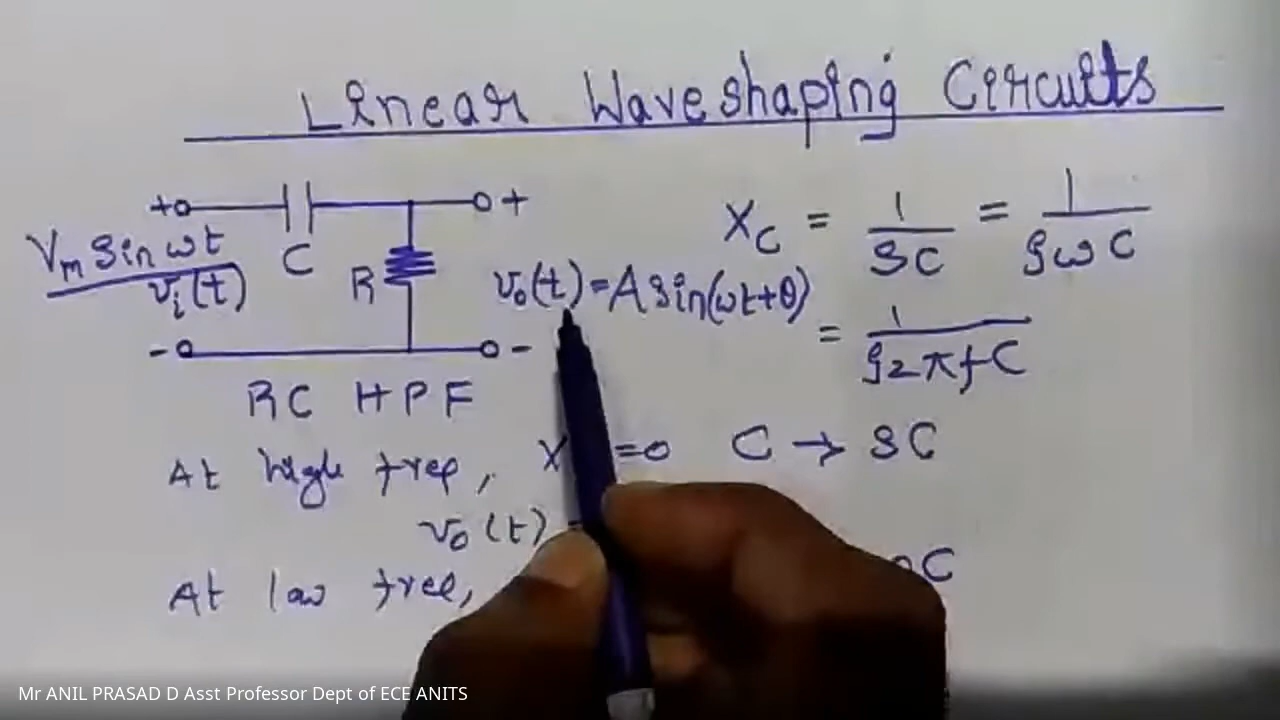 Linear Waveshaping Circuits
+ +
C
Vm sin ωt
vi(t)
R
v0(t) = A sin(ωt+θ)
- -
RC HPF
XC = 1/SC = 1/jωC
= 1/j2πfC
At high freq, X =0 C → SC
v0(t)
At low freq, C
Mr ANIL PRASAD D Asst Professor Dept of ECE ANITS